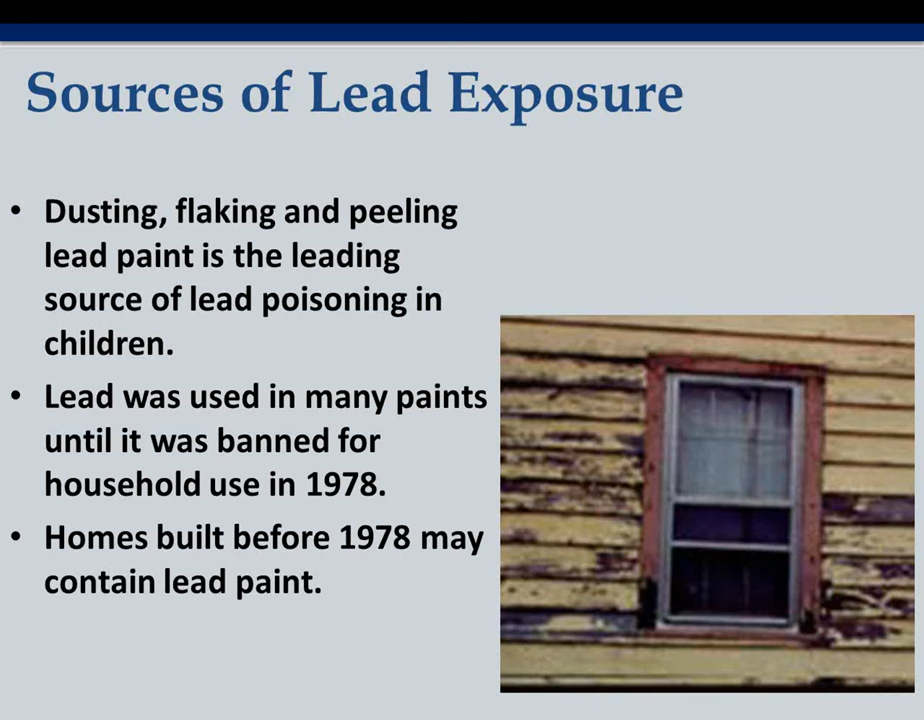 Sources of Lead Exposure
• Dusting, flaking and peeling
lead paint is the leading
source of lead poisoning in
children.
• Lead was used in many paints
until it was banned for
household use in 1978.
• Homes built before 1978 may
contain lead paint.